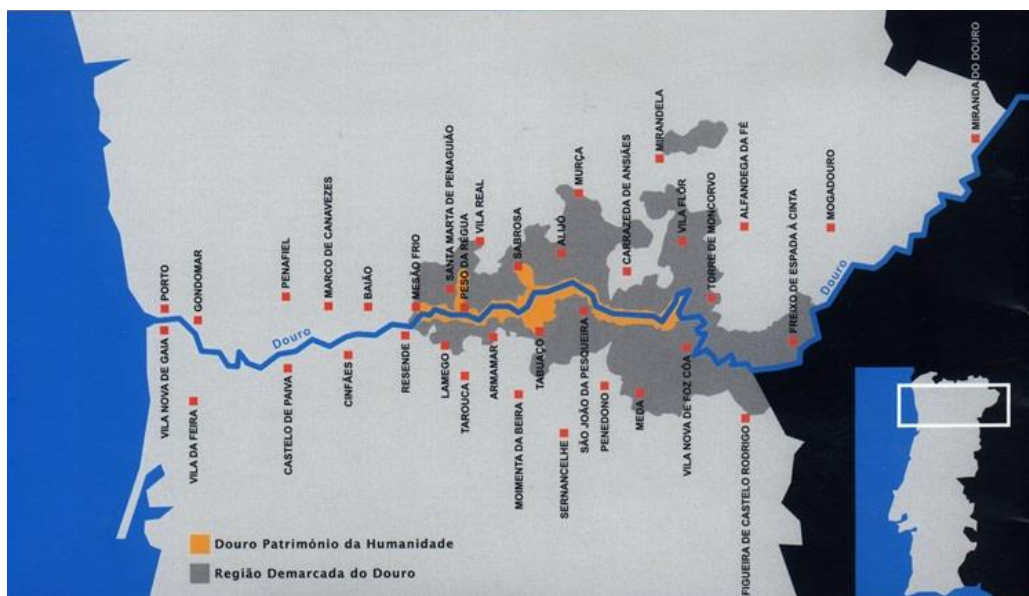 PORTO
VILA NOVA DE GAIA
GONDOMAR
VILA DA FEIRA
PENAFIEL
CASTELO DE PAIVA
Douro
MARCO DE CANAVEZES
CINFÃES
BAIÃO
RESENDE
MESÃO FRIO
LAMEGO
SANTA MARTA DE PENAGUIÃO
PESO DA RÉGUA
TAROUCA
VILA REAL
ARMAMAR
SABROSA
MOIMENTA DA BEIRA
TABUAÇO
ALIJÓ
SERNANCELHE
MURÇA
SÃO JOÃO DA PESQUEIRA
PENEDONO
CARRAZEDA DE ANSIÃES
MEDA
MIRANDELA
VILA FLÔR
VILA NOVA DE FOZ CÔA
TORRE DE MONCORVO
ALFANDEGA DA FÉ
FIGUEIRA DE CASTELO RODRIGO
FREIXO DE ESPADA À CINTA
MOGADOURO
Douro
MIRANDA DO DOURO
Douro Património da Humanidade
Região Demarcada do Douro